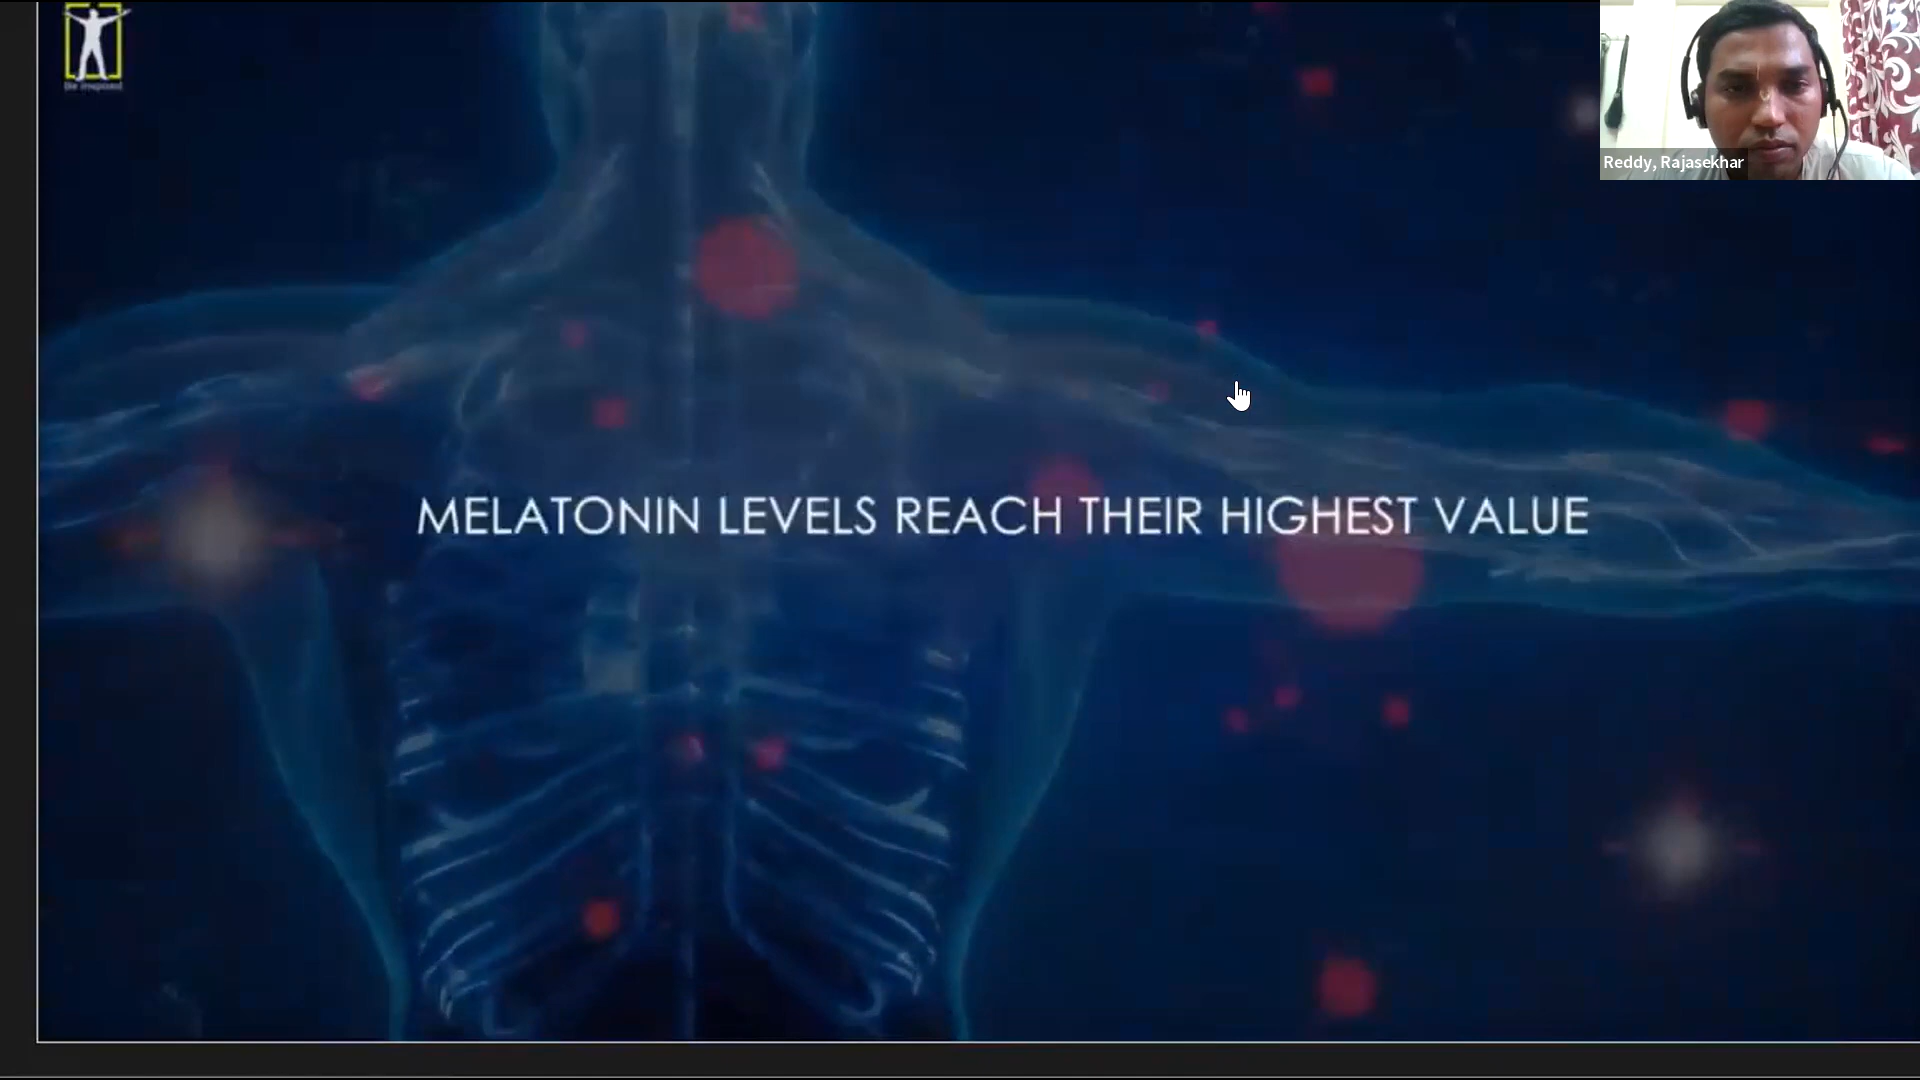 MELATONIN LEVELS REACH THEIR HIGHEST VALUE
Reddy, Rajasekhar